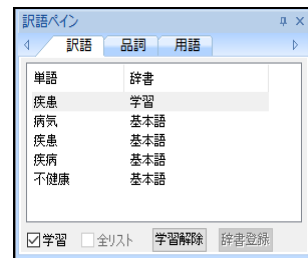 訳語ペイン
訳語 品詞 用語
単語 辞書
疾患 学習
病気 基本語
疾患 基本語
疾病 基本語
不健康 基本語
学習 全リスト 学習解除 辞書登録